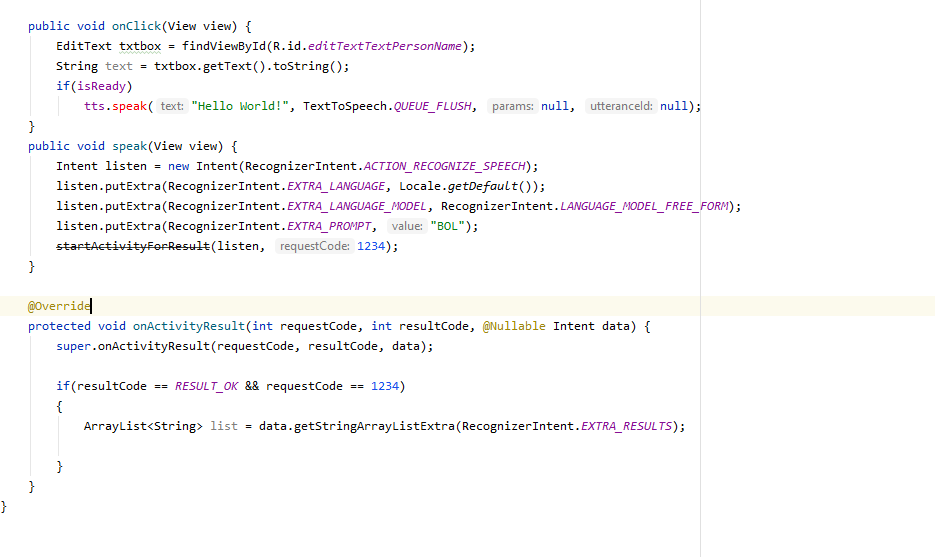 public void onClick(View view) {
EditText txtbox = findViewById(R.id.editTextTextPersonName);
String text = txtbox.getText().toString();
if(isReady)
tts.speak( text: "Hello World!", TextToSpeech.QUEUE_FLUSH, params: null, utteranceId: null);
}
public void speak(View view) {
Intent listen = new Intent(RecognizerIntent.ACTION_RECOGNIZE_SPEECH);
listen.putExtra(RecognizerIntent.EXTRA_LANGUAGE, Locale.getDefault());
listen.putExtra(RecognizerIntent.EXTRA_LANGUAGE_MODEL, RecognizerIntent.LANGUAGE_MODEL_FREE_FORM);
listen.putExtra(RecognizerIntent.EXTRA_PROMPT, value: "BOL");
startActivityForResult(listen, requestCode: 1234);
}
@Override
protected void onActivityResult(int requestCode, int resultCode, @Nullable Intent data) {
super.onActivityResult(requestCode, resultCode, data);
if(resultCode == RESULT_OK && requestCode == 1234)
{
ArrayList<String> list = data.getStringArrayListExtra(RecognizerIntent.EXTRA_RESULTS);
}
}
}